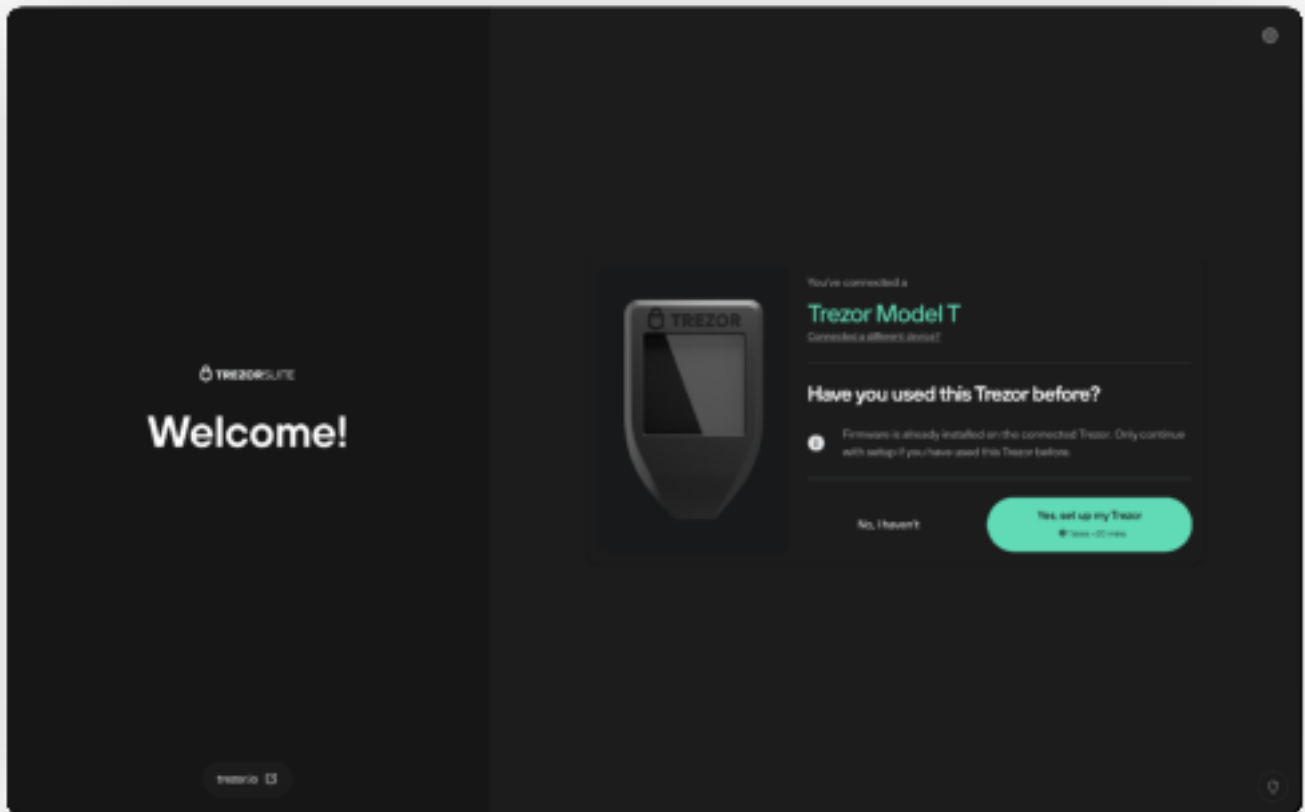 TREZOR SUITE
Welcome!
trezor.io
TREZOR
You've connected a
Trezor Model T
Connected a different device?
Have you used this Trezor before?
Firmware is already installed on the connected Trezor. Only continue
with setup if you have used this Trezor before.
No, I haven't
Yes, set up my Trezor